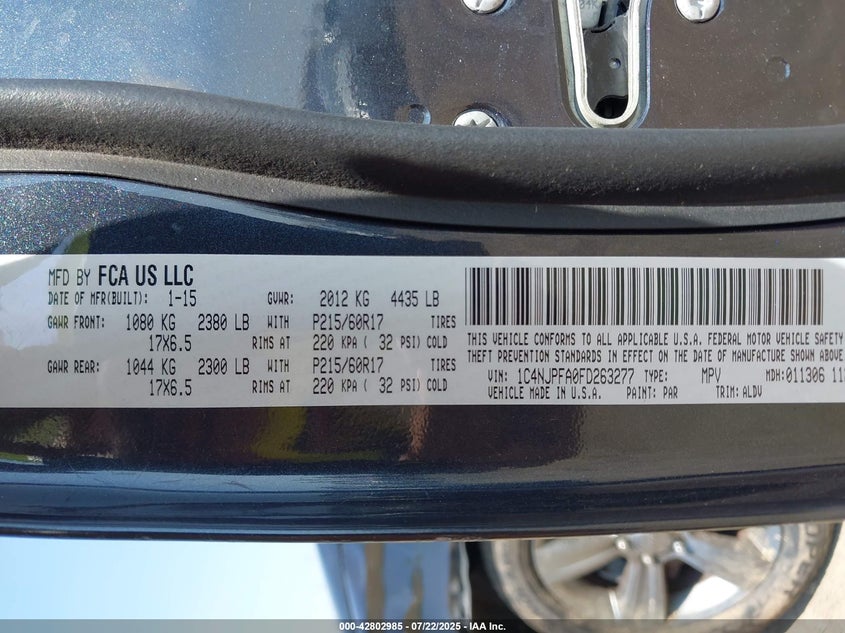 MFD BY FCA US LLC
DATE OF MFR(BUILT): 1-15 GVWR: 2012 KG 4435 LB
GAWR FRONT: 1080 KG 2380 LB WITH P215/60R17 TIRES
17X6.5 RIMS AT 220 KPA ( 32 PSI) COLD
GAWR REAR: 1044 KG 2300 LB WITH P215/60R17 TIRES
17X6.5 RIMS AT 220 KPA ( 32 PSI) COLD
THIS VEHICLE CONFORMS TO ALL APPLICABLE U.S.A. FEDERAL MOTOR VEHICLE SAFETY
THEFT PREVENTION STANDARDS IN EFFECT ON THE DATE OF MANUFACTURE SHOWN ABOVE
VIN: 1C4NJPFA0FD263277 TYPE: MPV MDH:011306
VEHICLE MADE IN U.S.A. PAINT: PAR TRIM: ALDV
000-42802985 - 07/22/2025 - IAA Inc.